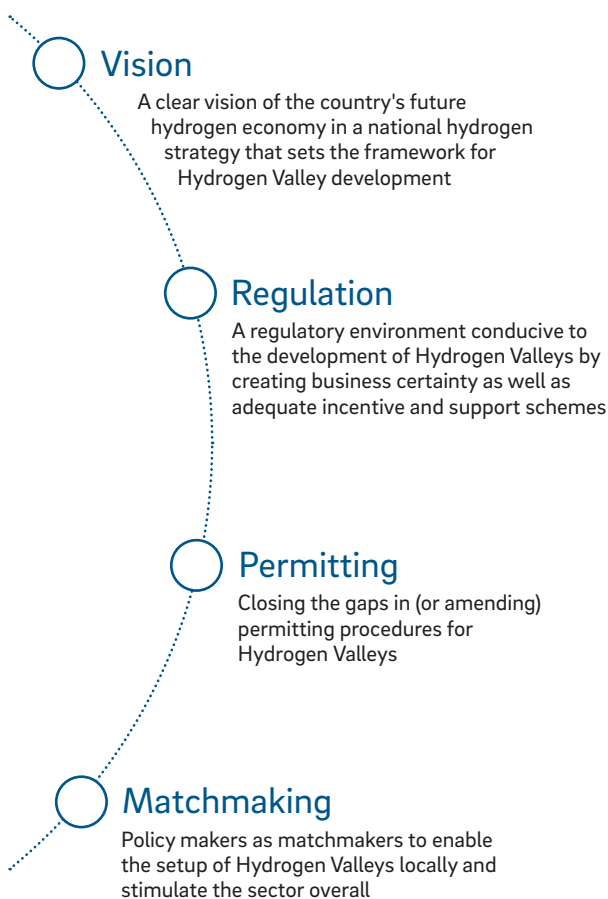 Vision
A clear vision of the country's future
hydrogen economy in a national hydrogen
strategy that sets the framework for
Hydrogen Valley development
Regulation
A regulatory environment conducive to
the development of Hydrogen Valleys by
creating business certainty as well as
adequate incentive and support schemes
Permitting
Closing the gaps in (or amending)
permitting procedures for
Hydrogen Valleys
Matchmaking
Policy makers as matchmakers to enable
the setup of Hydrogen Valleys locally and
stimulate the sector overall